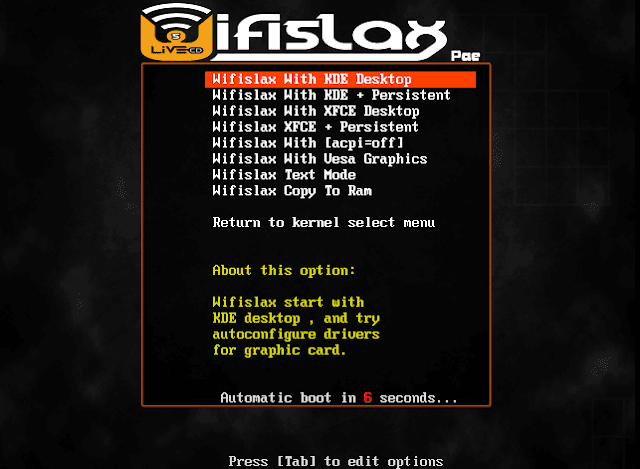 Wifislax
S
LiVECD
Pae
Wifislax With KDE Desktop
Wifislax With KDE + Persistent
Wifislax With XFCE Desktop
Wifislax XFCE + Persistent
Wifislax With [acpi=off]
Wifislax With Vesa Graphics
Wifislax Text Mode
Wifislax Copy To Ram
Return to kernel select menu
About this option:
Wifislax start with
KDE desktop , and try
autoconfigure drivers
for graphic card.
Automatic boot in 6 seconds...
Press [Tab] to edit options